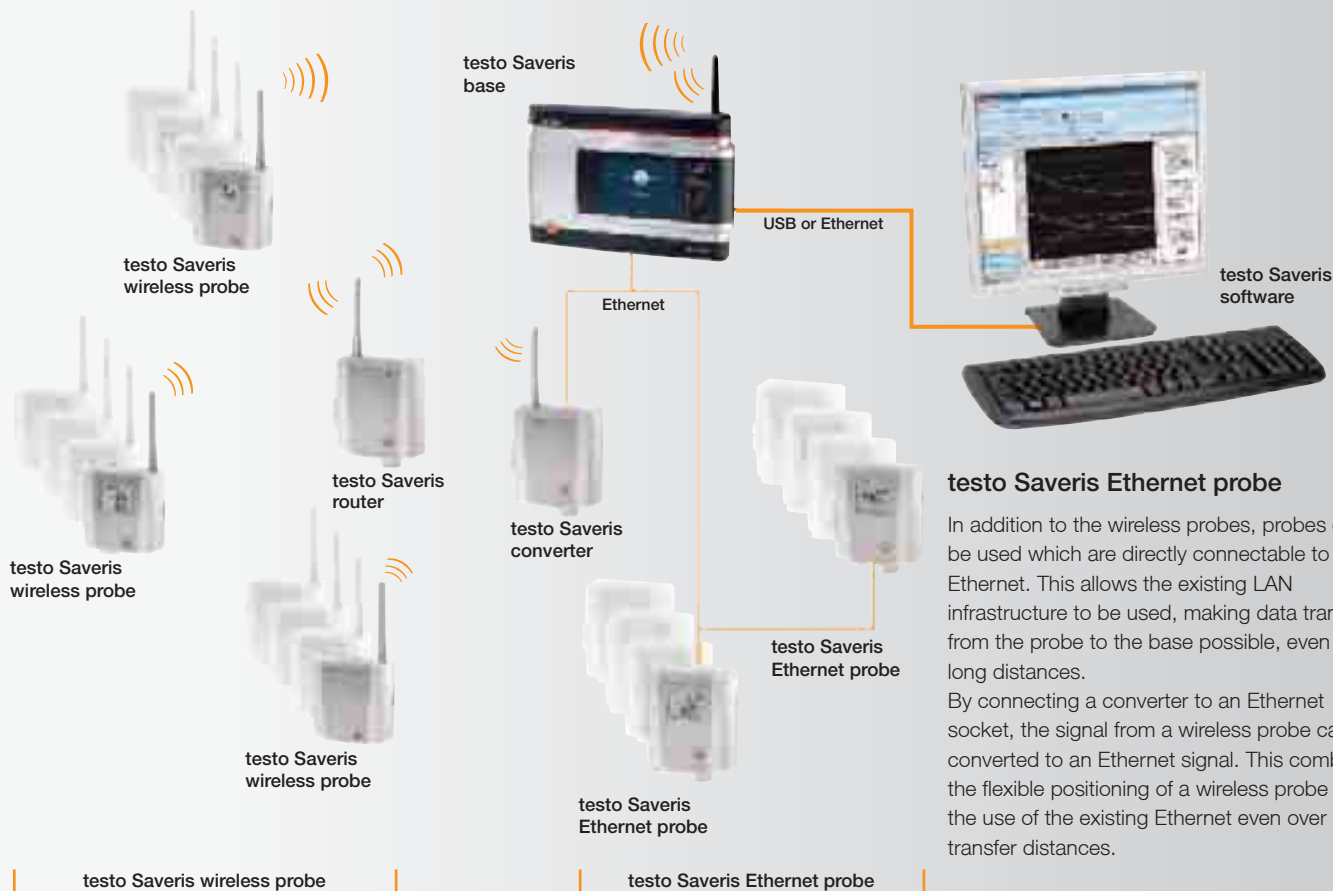 testo Saveris
base
USB or Ethernet
testo Saveris
software
testo Saveris
wireless probe
Ethernet
testo Saveris
router
testo Saveris
converter
testo Saveris
wireless probe
testo Saveris
wireless probe
testo Saveris
Ethernet probe
testo Saveris
Ethernet probe
testo Saveris Ethernet probe
In addition to the wireless probes, probes
be used which are directly connectable to
Ethernet. This allows the existing LAN
infrastructure to be used, making data
from the probe to the base possible, even
long distances.
By connecting a converter to an Ethernet
socket, the signal from a wireless probe
converted to an Ethernet signal. This
the flexible positioning of a wireless probe
the use of the existing Ethernet even over
transfer distances.
testo Saveris wireless probe
testo Saveris Ethernet probe